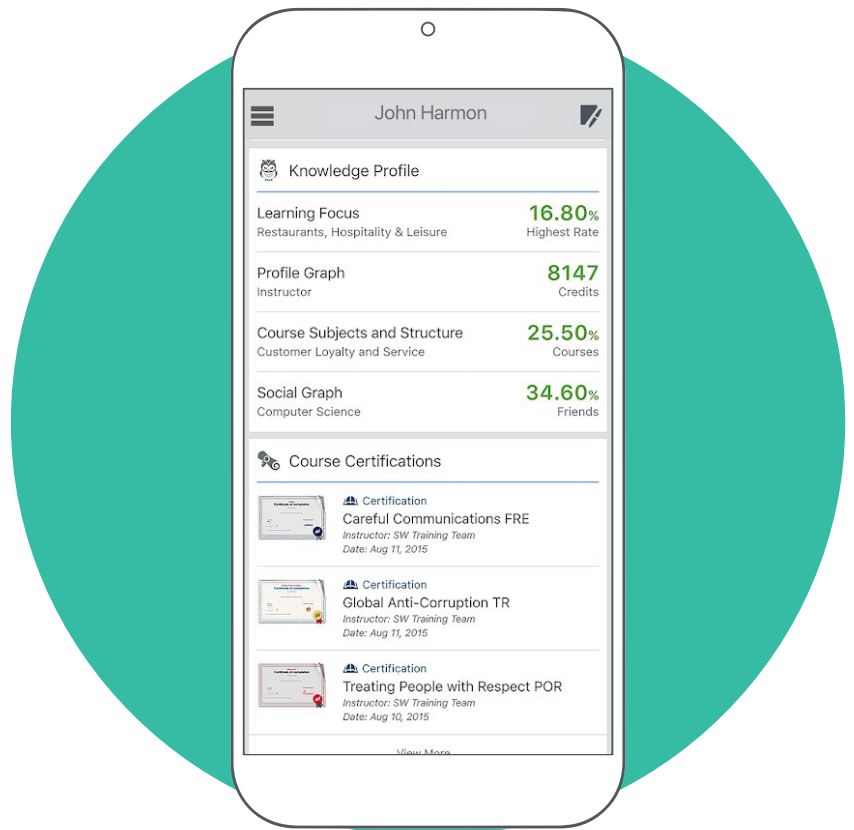 John Harmon
Knowledge Profile
Learning Focus
16.80%
Restaurants, Hospitality & Leisure
Highest Rate
Profile Graph
8147
Instructor
Credits
Course Subjects and Structure
25.50%
Customer Loyalty and Service
Courses
Social Graph
34.60%
Computer Science
Friends
Course Certifications
Certification
Careful Communications FRE
Instructor: SW Training Team
Date: Aug 11, 2015
Certification
Global Anti-Corruption TR
Instructor: SW Training Team
Date: Aug 11, 2015
Certification
Treating People with Respect POR
Instructor: SW Training Team
Date: Aug 10, 2015
View More